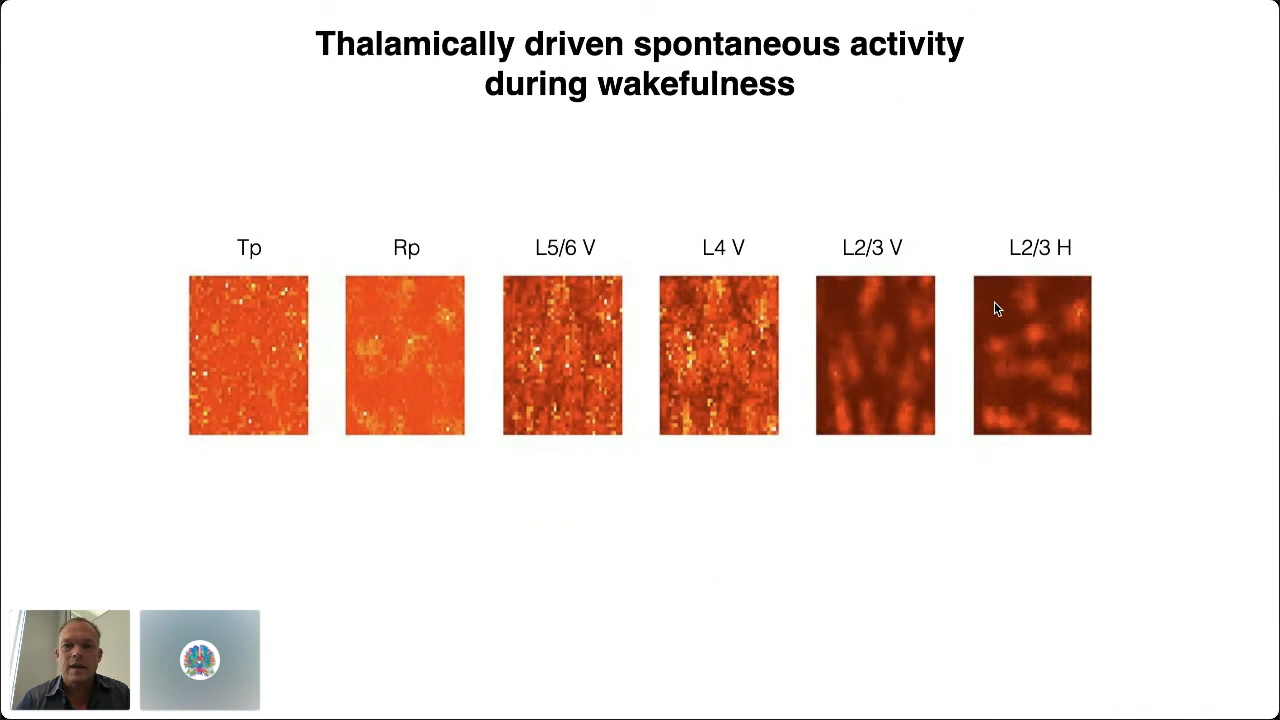 Thalamically driven spontaneous activity
during wakefulness
Tp Rp L5/6 V L4 V L2/3 V L2/3 H